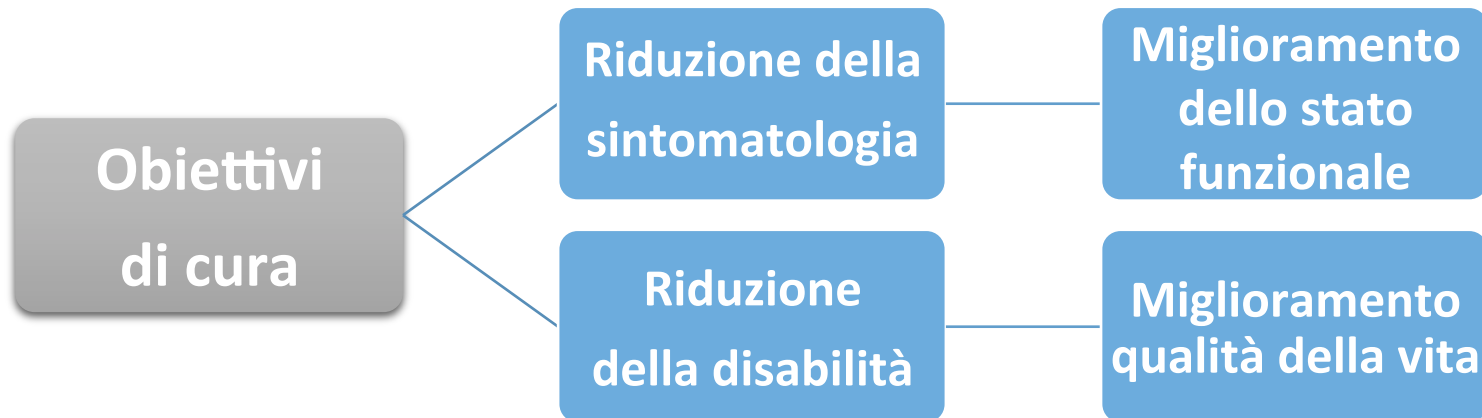 Obiettivi
di cura
Riduzione della
sintomatologia
Miglioramento
dello stato
funzionale
Riduzione
della disabilità
Miglioramento
qualità della vita